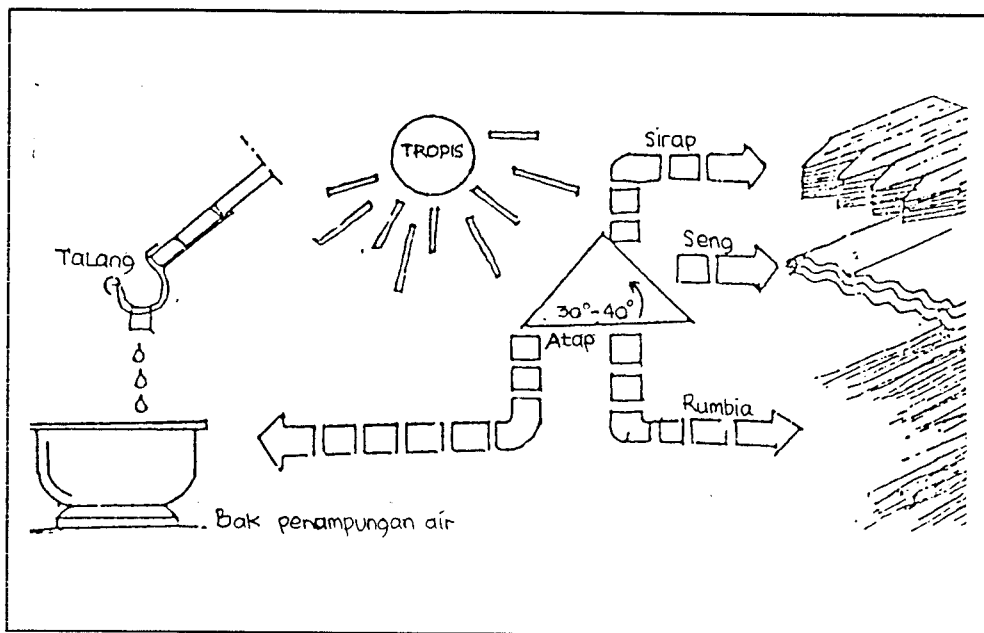 Sirap
TROPIS
Seng
Talang
30°-40°
Atap
Rumbia
Bak penampungan air